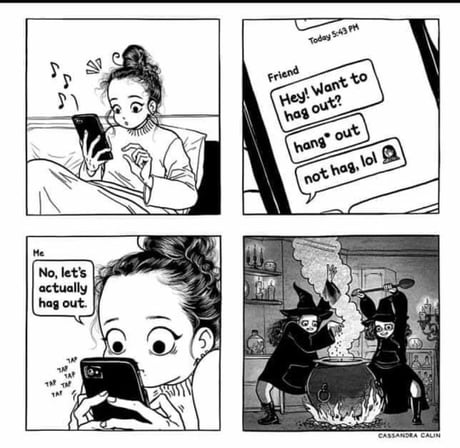 Today 5:43 PM
Friend
Hey! Want to
hag out?
hang* out
not hag, lol
Me
No, let's
actually
hag out.
TAP
TAP
TAP
TAP TAP
TAY
CASSANDRA CALIN